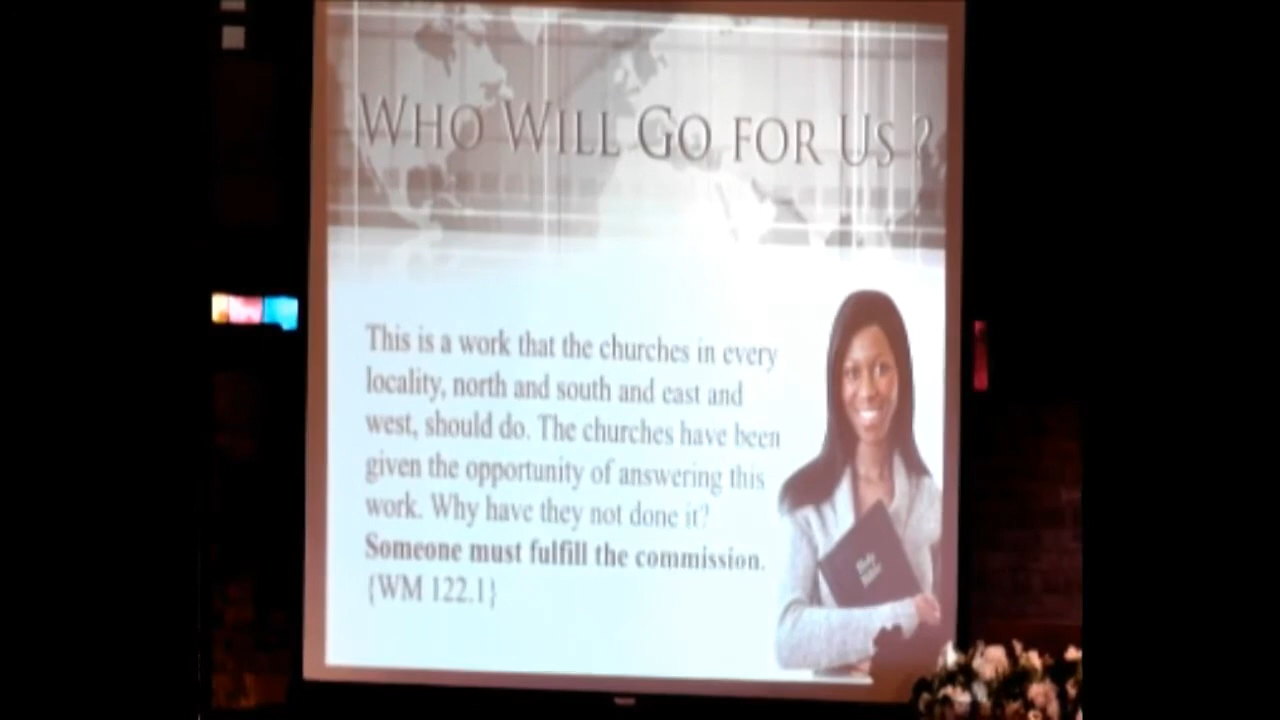 WHO WILL GO FOR US ?
This is a work that the churches in every
locality, north and south and east and
west, should do. The churches have been
given the opportunity of answering this
work. Why have they not done it?
Someone must fulfill the commission.
{WM 122.1}
Holy
Bible